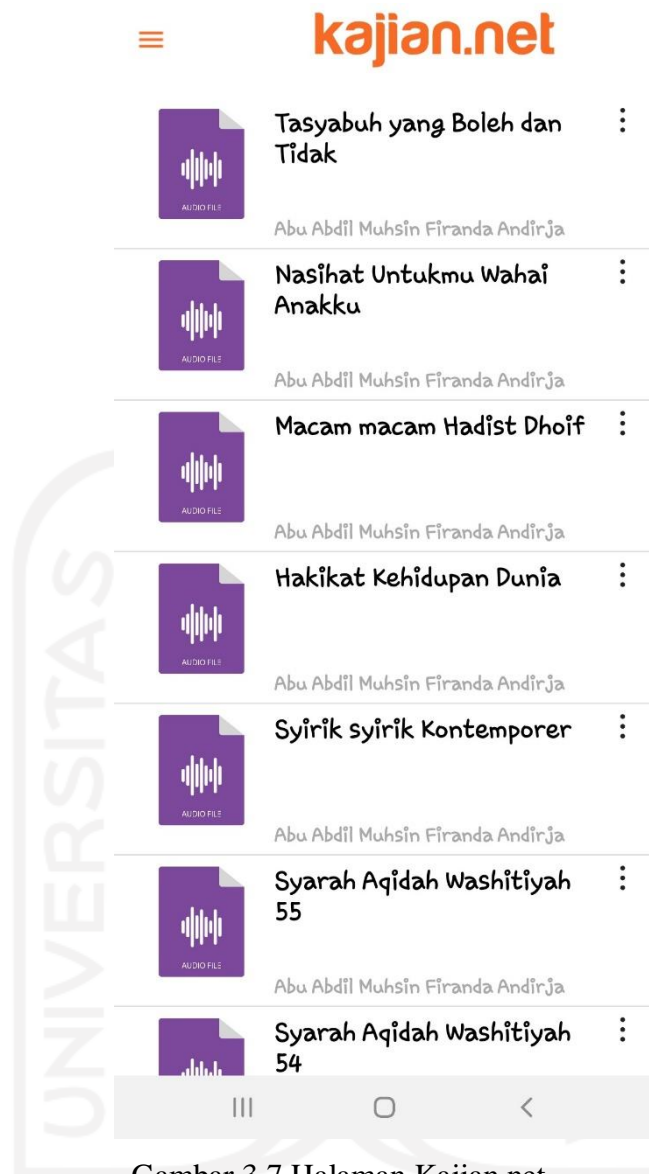 kajian.net
Tasyabuh yang Boleh dan
Tidak
AUDIO FILE
Abu Abdil Muhsin Firanda Andirja
Nasihat Untukmu Wahai
Anakku
AUDIO FILE
Abu Abdil Muhsin Firanda Andirja
Macam macam Hadist Dhoif
AUDIO FILE
Abu Abdil Muhsin Firanda Andirja
Hakikat Kehidupan Dunia
AUDIO FILE
Abu Abdil Muhsin Firanda Andirja
Syirik syirik Kontemporer
AUDIO FILE
Abu Abdil Muhsin Firanda Andirja
Syarah Aqidah Washitiyah
55
AUDIO FILE
Abu Abdil Muhsin Firanda Andirja
Syarah Aqidah Washitiyah
54
UNIVERSITAS
Gambar 3.7 Halaman Kajian.net